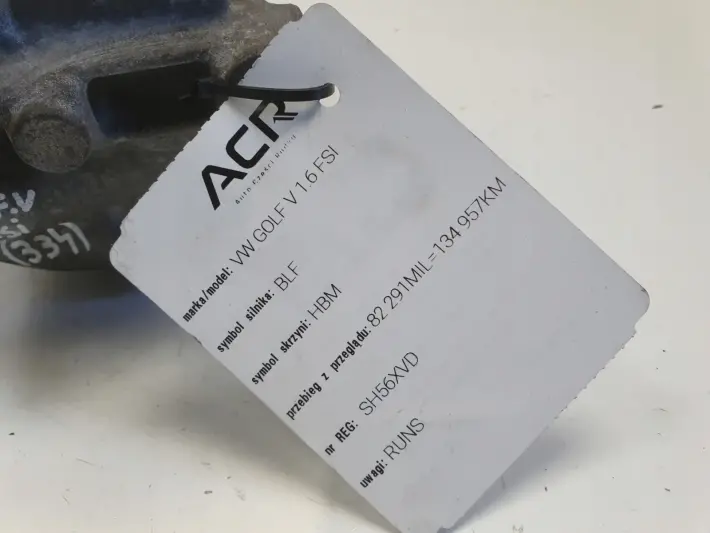 ACR
marka/model: VW GOLF V 1.6 FSI
symbol silnika: BLF
symbol skrzyni: HBM
przebieg z przeglądu: 82 291MIL=134 957KM
nr REG: SH56XVD
uwagi: RUNS
(334)